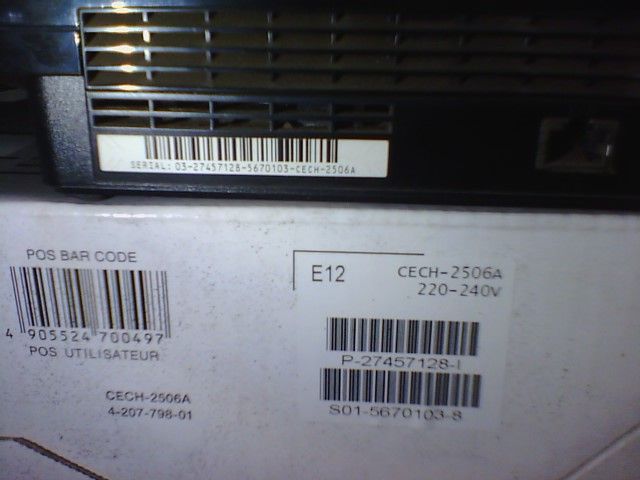 SERIAL: 03-27457128-5670103-CECH-2506A
POS BAR CODE
4 905524 700497
POS UTILISATEUR
CECH-2506A
4-207-798-01
E12
CECH-2506A
220-240V
P-27457128-I
S01-5670103-8